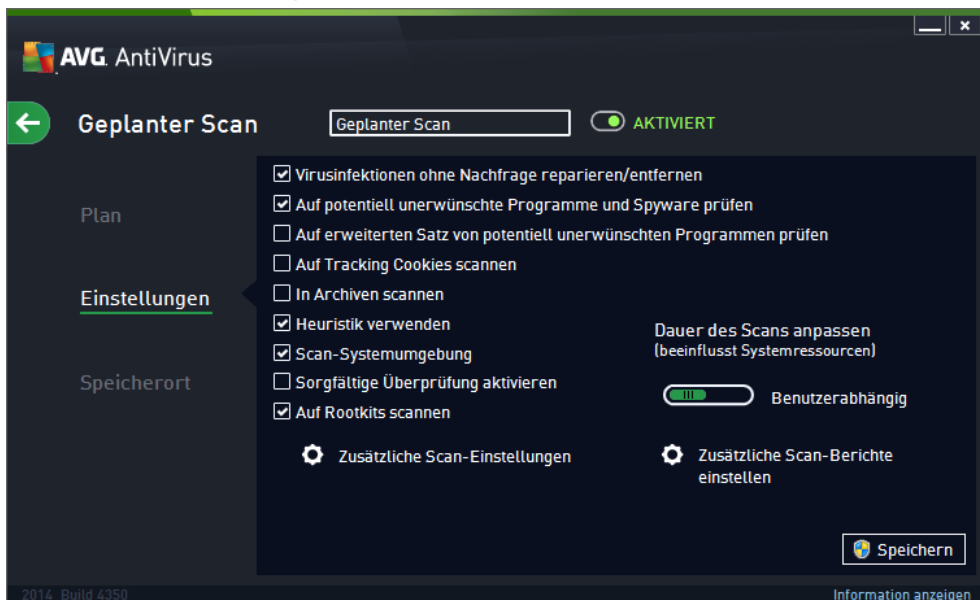 AVG. AntiVirus
Geplanter Scan
Geplanter Scan
AKTIVIERT
Plan
Einstellungen
Speicherort
Virusinfektionen ohne Nachfrage reparieren/entfernen
Auf potentiell unerwünschte Programme und Spyware prüfen
Auf erweiterten Satz von potentiell unerwünschten Programmen prüfen
Auf Tracking Cookies scannen
In Archiven scannen
Heuristik verwenden
Scan-Systemumgebung
Sorgfältige Überprüfung aktivieren
Auf Rootkits scannen
Dauer des Scans anpassen
(beeinflusst Systemressourcen)
Benutzerabhängig
Zusätzliche Scan-Einstellungen
Zusätzliche Scan-Berichte
einstellen
Speichern
2014 Build 4350
Information anzeigen